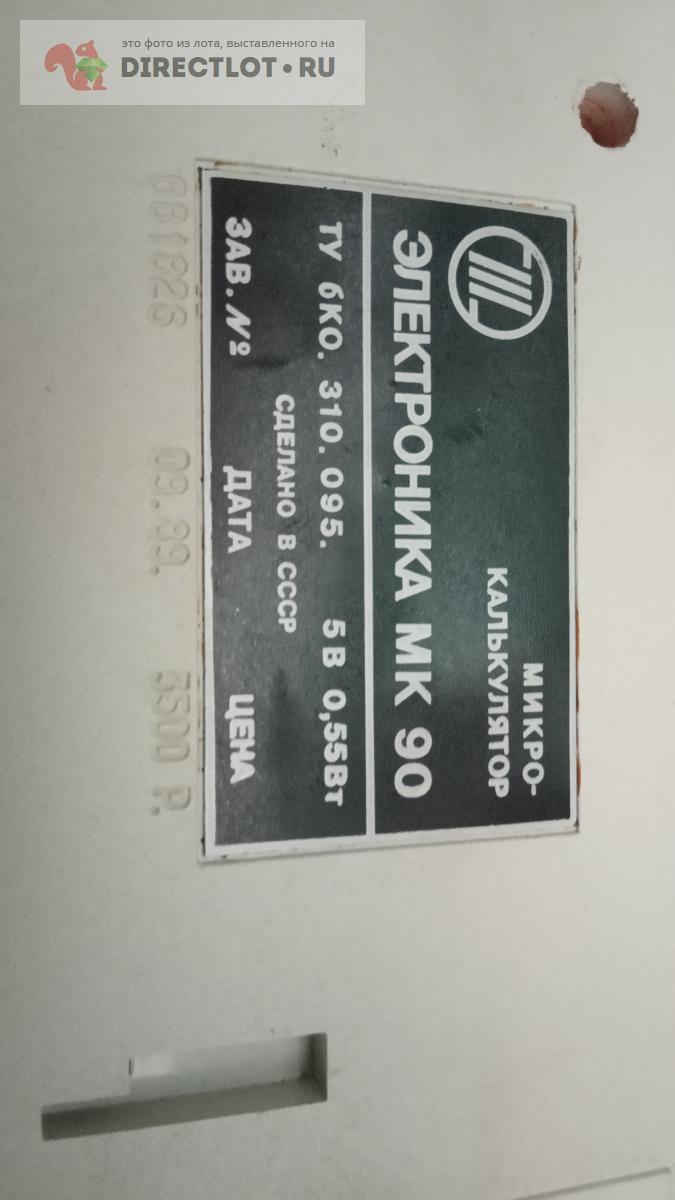 это фото из лота, выставленного на
DIRECTLOT•RU
МИКРО-
КАЛЬКУЛЯТОР
ЭЛЕКТРОНИКА МК 90
ТУ 6КО. 310. 095. 5 В 0,55Вт
СДЕЛАНО В СССР
ЗАВ. № ДАТА ЦЕНА
09.89. 3500 Р.